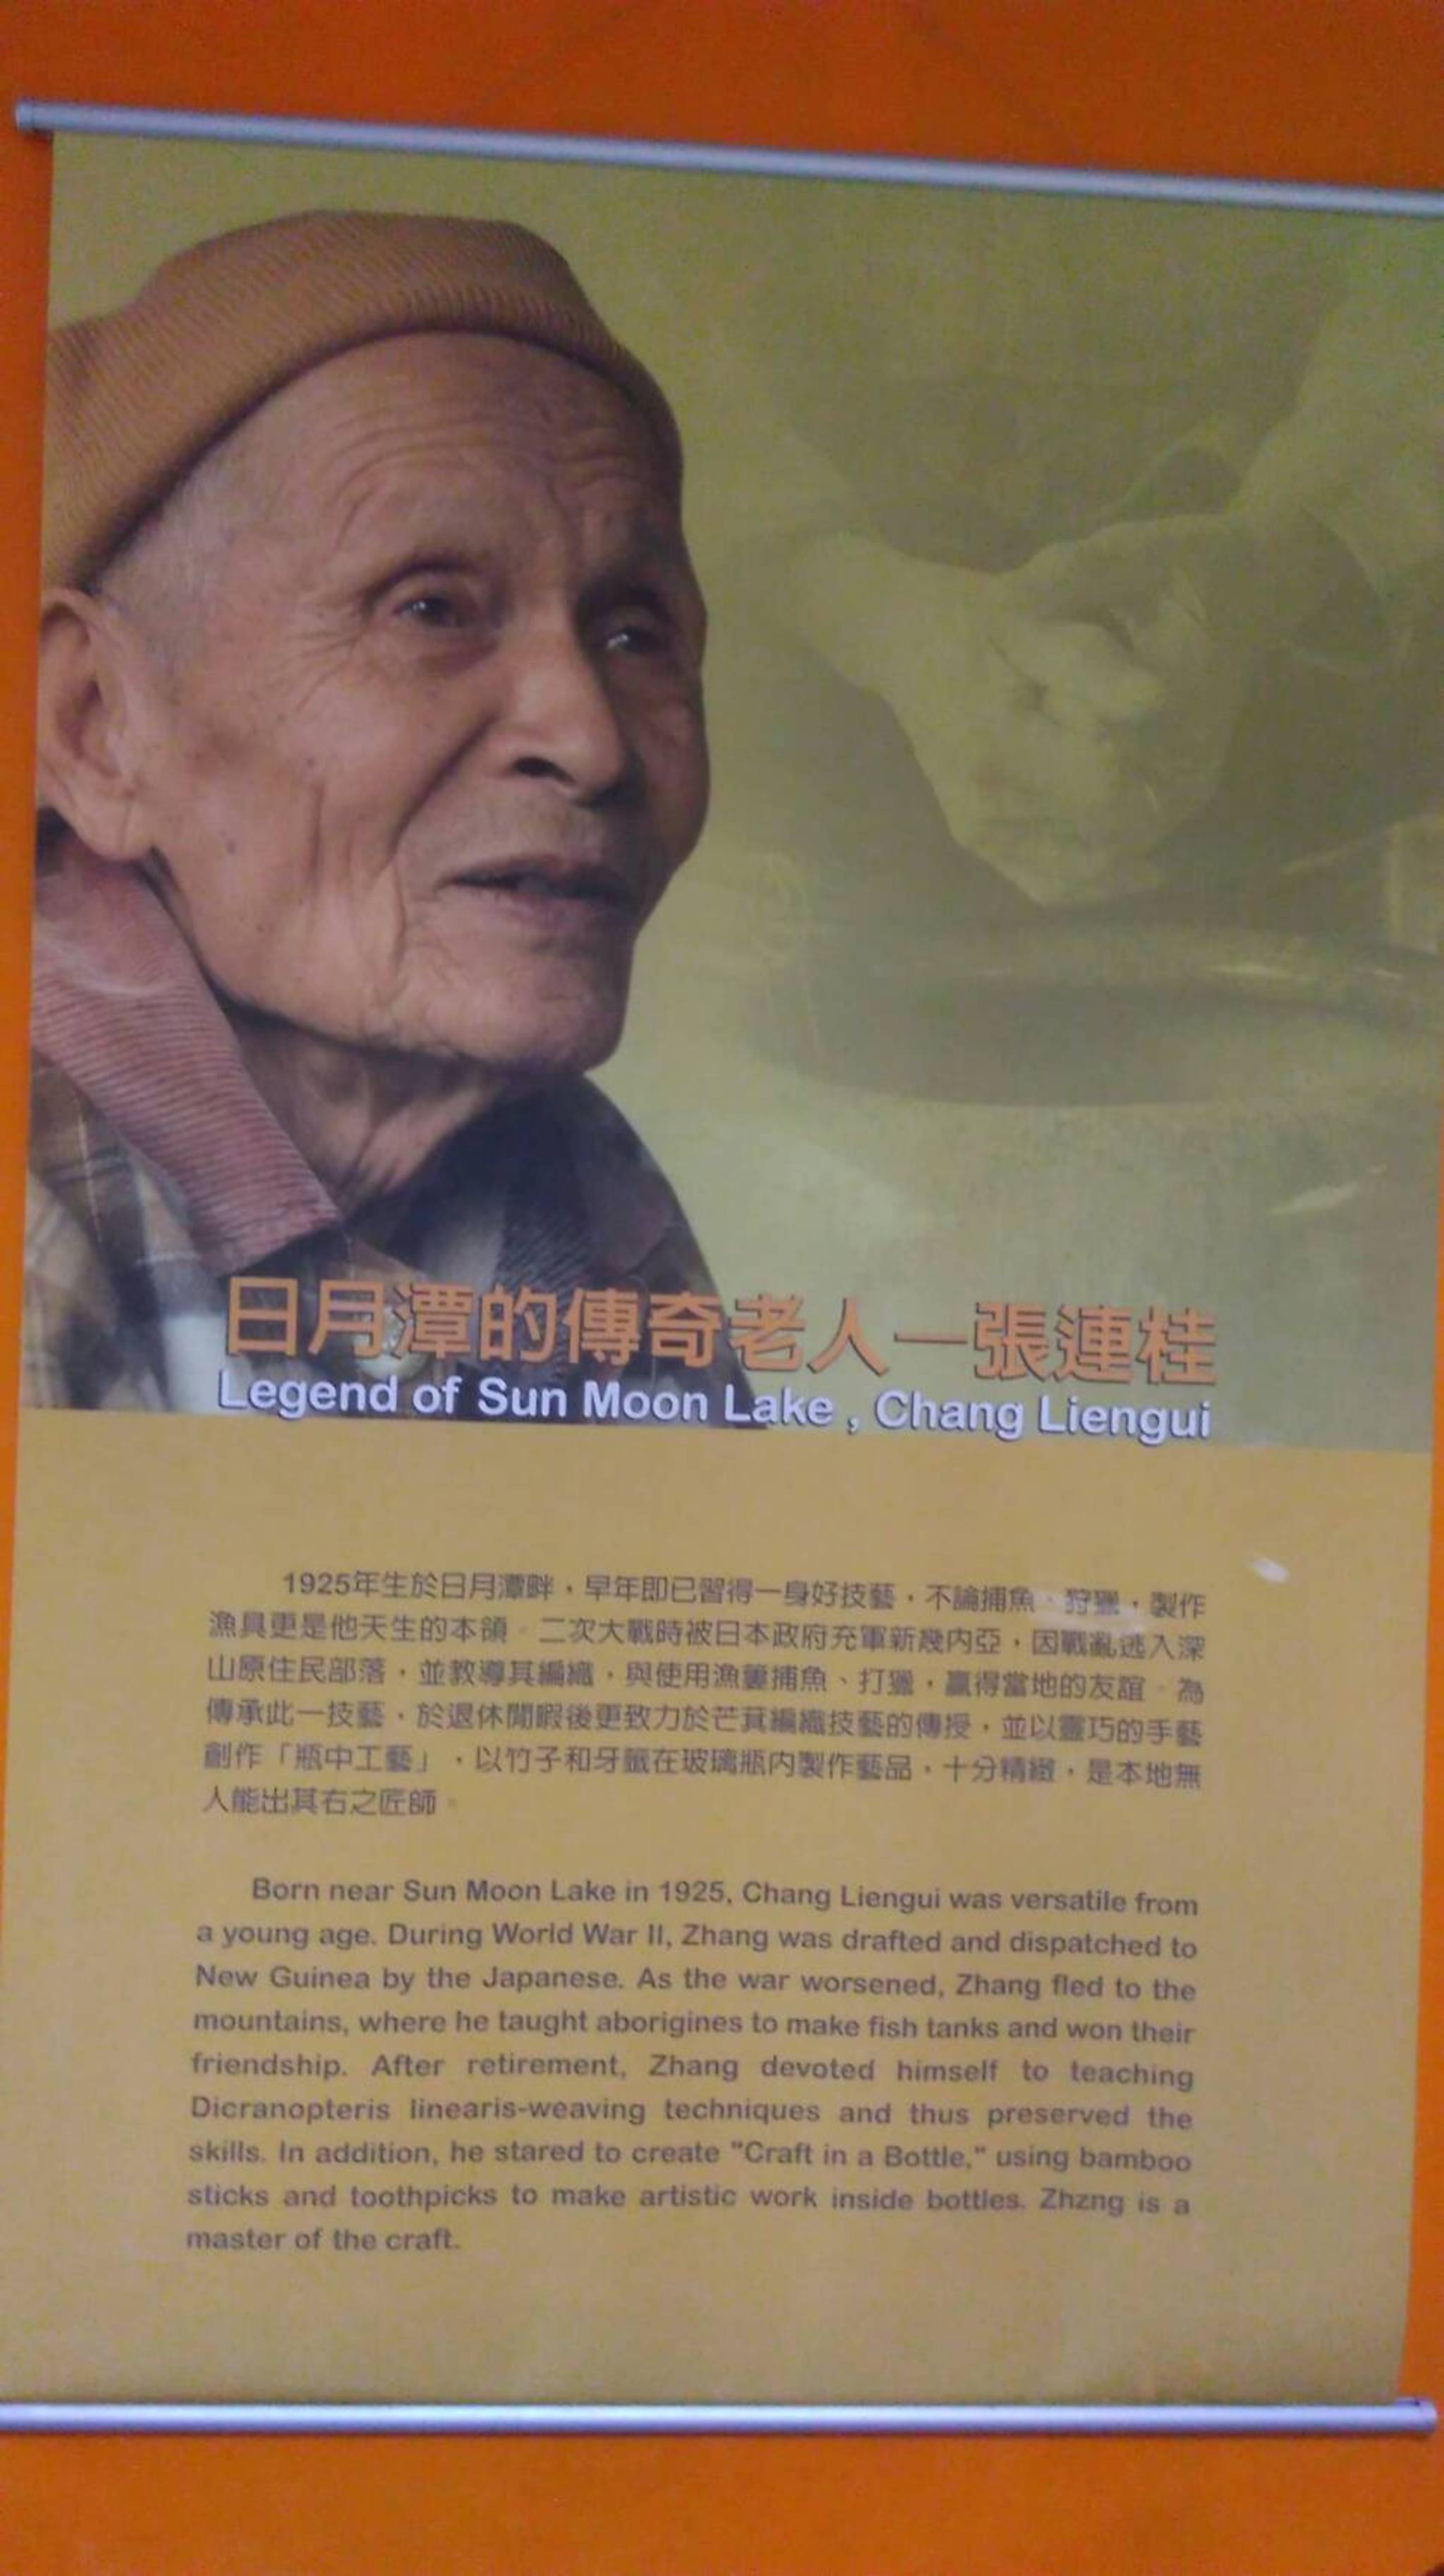 日月潭的傳奇老人—張連桂
Legend of Sun Moon Lake , Chang Liengui
1925年生於日月潭畔，早年即已習得一身好技藝，不論捕魚、狩獵，製作
漁具更是他天生的本領。二次大戰時被日本政府充軍新幾內亞，因戰亂逃入深
山原住民部落，並教導其編織，與使用漁簍捕魚、打獵，贏得當地的友誼。為
傳承此一技藝，於退休閒暇後更致力於芒萁編織技藝的傳授，並以靈巧的手藝
創作「瓶中工藝」，以竹子和牙籤在玻璃瓶內製作藝品，十分精緻，是本地無
人能出其右之匠師。
Born near Sun Moon Lake in 1925, Chang Liengui was versatile from
a young age. During World War II, Zhang was drafted and dispatched to
New Guinea by the Japanese. As the war worsened, Zhang fled to the
mountains, where he taught aborigines to make fish tanks and won their
friendship. After retirement, Zhang devoted himself to teaching
Dicranopteris linearis-weaving techniques and thus preserved the
skills. In addition, he stared to create "Craft in a Bottle," using bamboo
sticks and toothpicks to make artistic work inside bottles. Zhzng is a
master of the craft.